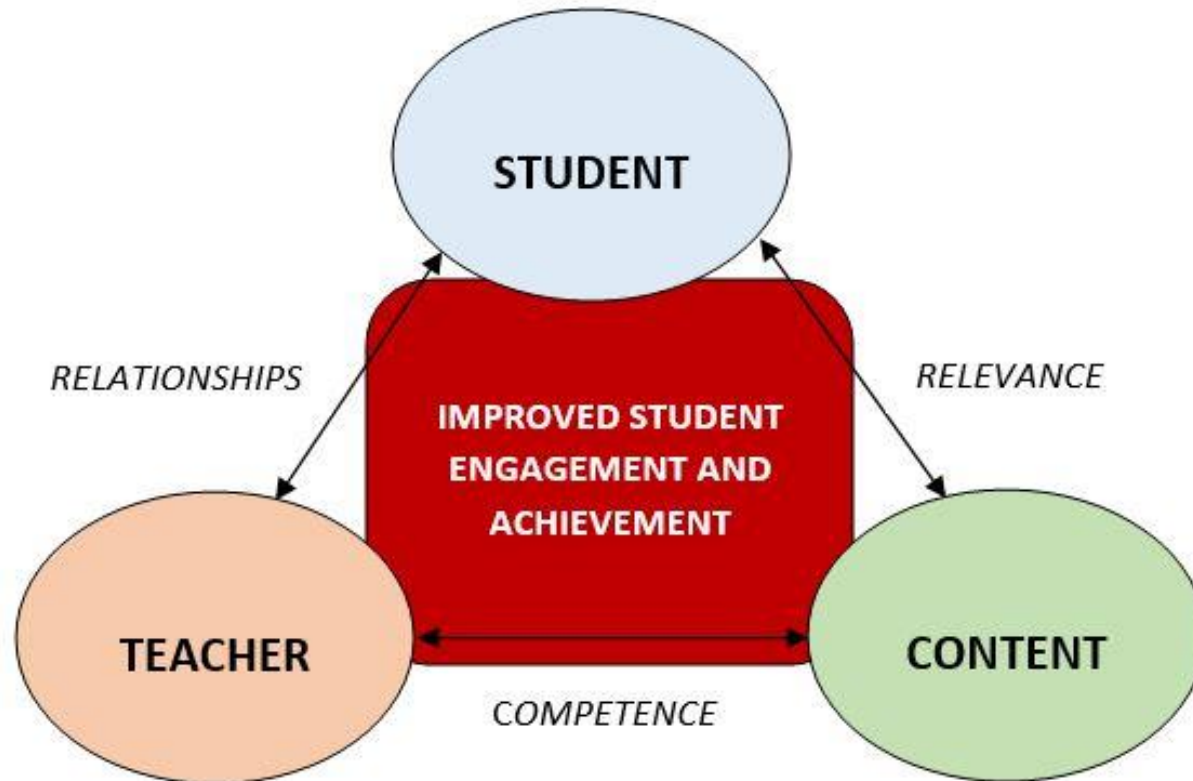 STUDENT
RELATIONSHIPS
RELEVANCE
IMPROVED STUDENT
ENGAGEMENT AND
ACHIEVEMENT
TEACHER
CONTENT
COMPETENCE